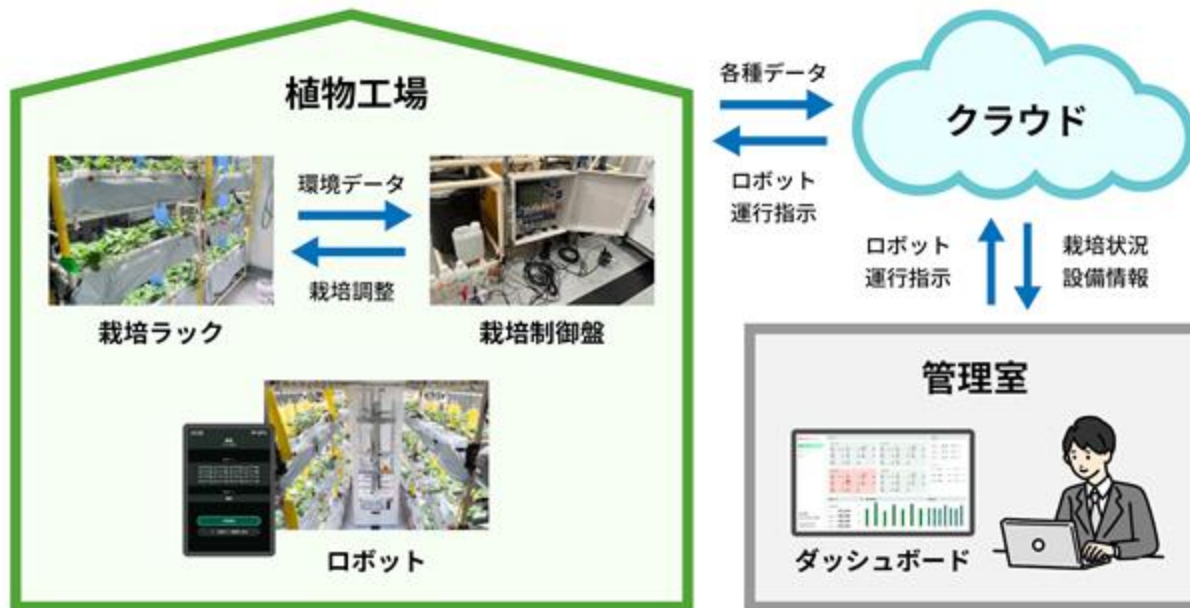 植物工場
環境データ
栽培調整
栽培ラック
栽培制御盤
ロボット
各種データ
ロボット
運行指示
クラウド
ロボット
運行指示
栽培状況
設備情報
管理室
ダッシュボード